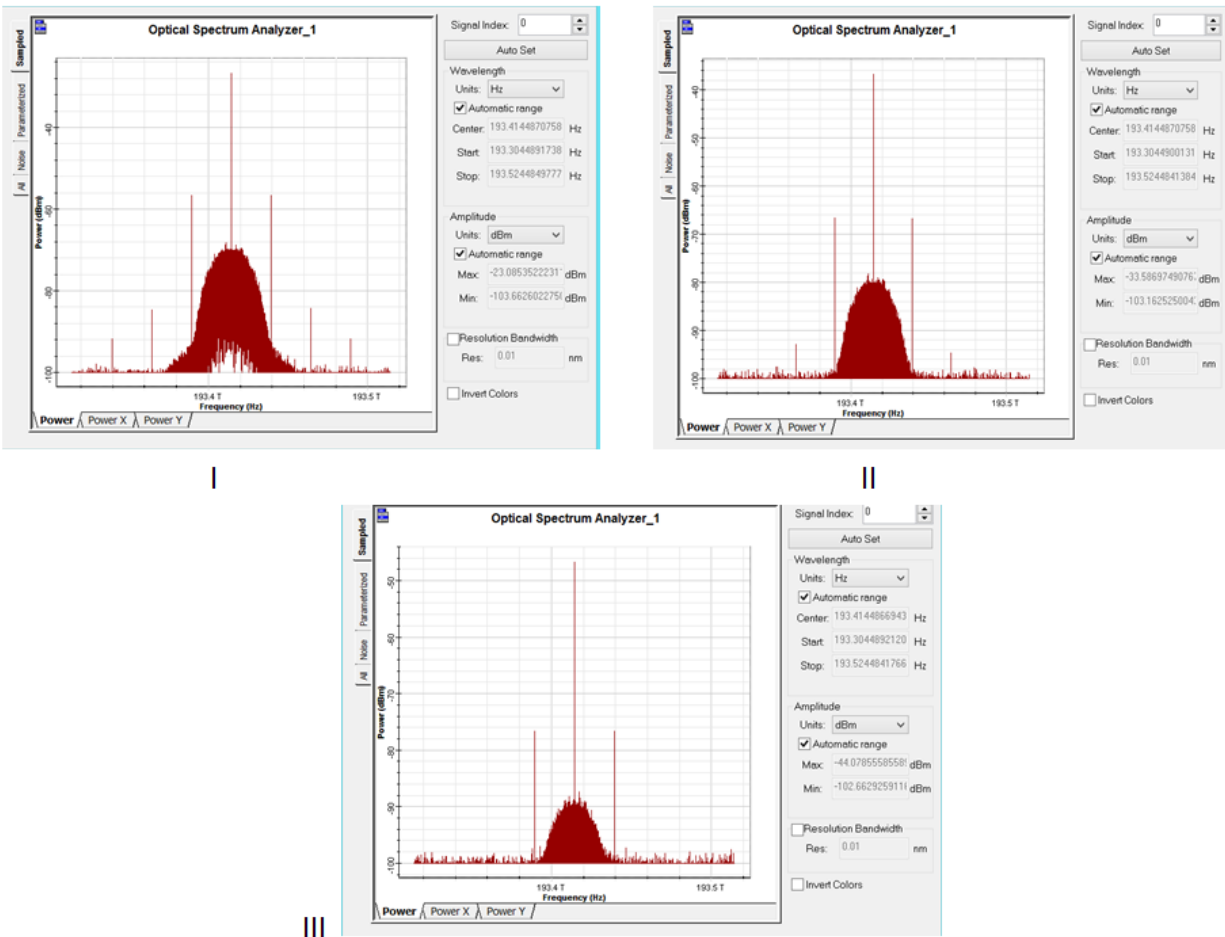 Optical Spectrum Analyzer_1
Sampled
Parameterized
Noise
All
Power (dBm)
-40
-60
-80
-100
193.4 T
193.5 T
Frequency (Hz)
Power
Power X
Power Y
Signal Index: 0
Auto Set
Wavelength
Units: Hz
Automatic range
Center: 193.4144870758 Hz
Start: 193.3044891738 Hz
Stop: 193.5244849777 Hz
Amplitude
Units: dBm
Automatic range
Max: -23.0853522231 dBm
Min: -103.6626022750 dBm
Resolution Bandwidth
Res: 0.01 nm
Invert Colors
I
Optical Spectrum Analyzer_1
Sampled
Parameterized
Noise
All
Power (dBm)
-40
-50
-60
-70
-80
-90
-100
193.4 T
193.5 T
Frequency (Hz)
Power
Power X
Power Y
Signal Index: 0
Auto Set
Wavelength
Units: Hz
Automatic range
Center: 193.4144870758 Hz
Start: 193.3044900131 Hz
Stop: 193.5244841384 Hz
Amplitude
Units: dBm
Automatic range
Max: -33.5869749076 dBm
Min: -103.162525004 dBm
Resolution Bandwidth
Res: 0.01 nm
Invert Colors
II
Optical Spectrum Analyzer_1
Sampled
Parameterized
Noise
All
Power (dBm)
-50
-60
-70
-80
-90
-100
193.4 T
193.5 T
Frequency (Hz)
Power
Power X
Power Y
Signal Index: 0
Auto Set
Wavelength
Units: Hz
Automatic range
Center: 193.4144866943 Hz
Start: 193.3044892120 Hz
Stop: 193.5244841766 Hz
Amplitude
Units: dBm
Automatic range
Max: -44.0785558558 dBm
Min: -102.662925911 dBm
Resolution Bandwidth
Res: 0.01 nm
Invert Colors
III